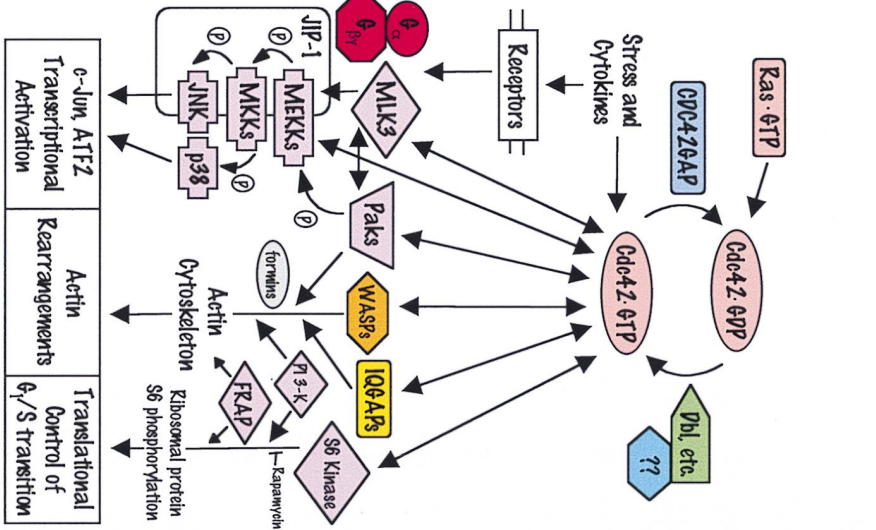 Ras · GTP
Cdc42 · GDP
CDC42GAP
Dbl, etc.
??
Stress and
Cytokines
Cdc42 · GTP
Receptors
Gα
Gβγ
MLK3
Paks
WASPs
IQGAPs
S6 Kinase
JIP-1
MEKKs
P
P
MKKs
P
P
JNK
p38
formins
PI 3-K
Rapamycin
FRAP
Actin
Cytoskeleton
Ribosomal protein
S6 phosphorylation
c-Jun, ATF2
Transcriptional
Activation
Actin
Rearrangements
Translational
Control of
G₁/S transition